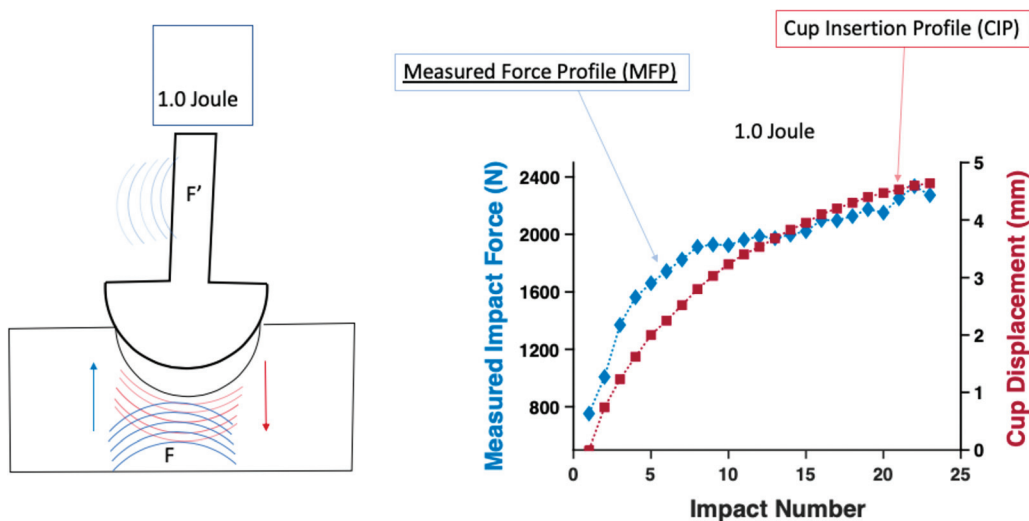 1.0 Joule
F'
F
Measured Force Profile (MFP)
Cup Insertion Profile (CIP)
1.0 Joule
Measured Impact Force (N)
2400
2000
1600
1200
800
5
4
3
2
1
0
Cup Displacement (mm)
0
5
10
15
20
25
Impact Number